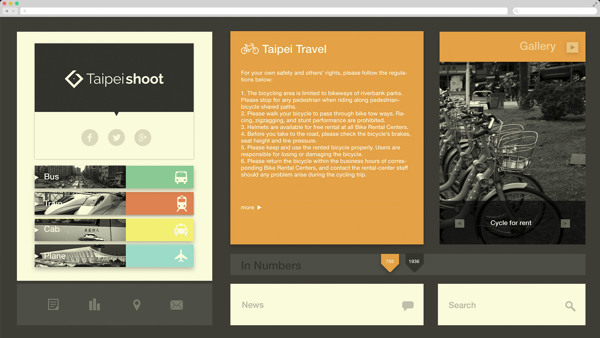 Taipeishoot
Bus
Train
Cab
Plane
Taipei Travel
For your own safety and others' rights, please follow the regula-
tions below:
1. The bicycling area is limited to bikeways of riverbank parks.
Please stop for any pedestrian when riding along pedestrian-
bicycle shared paths.
2. Please walk your bicycle to pass through bike tow ways. Ra-
cing, zigzagging, and stunt performance are prohibited.
3. Helmets are available for free rental at all Bike Rental Centers.
4. Before you take to the road, please check the bicycle's brakes,
seat height and tire pressure.
5. Please keep and use the rented bicycle properly. Users are
responsible for losing or damaging the bicycle.
6. Please return the bicycle within the business hours of corres-
ponding Bike Rental Centers, and contact the rental-center staff
should any problem arise during the cycling trip.
more
Gallery
Cycle for rent
In Numbers
750
1936
News
Search